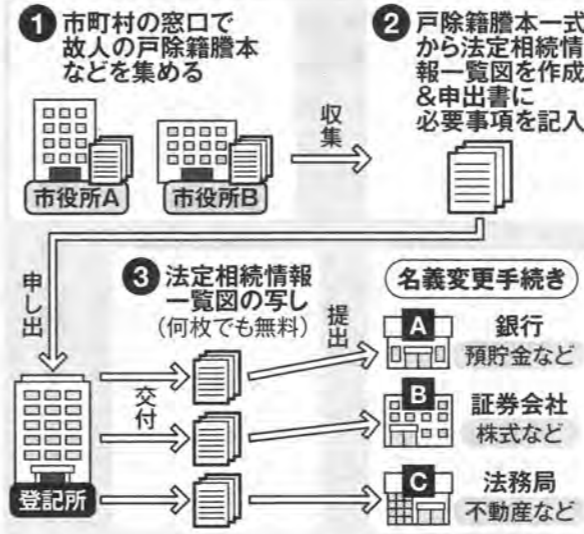 1 市町村の窓口で
故人の戸除籍謄本
などを集める
市役所A
市役所B
収集
2 戸除籍謄本一式
から法定相続情
報一覧図を作成
&申出書に
必要事項を記入
申し出
登記所
3 法定相続情報
一覧図の写し
(何枚でも無料)
交付
提出
名義変更手続き
A 銀行
預貯金など
B 証券会社
株式など
C 法務局
不動産など